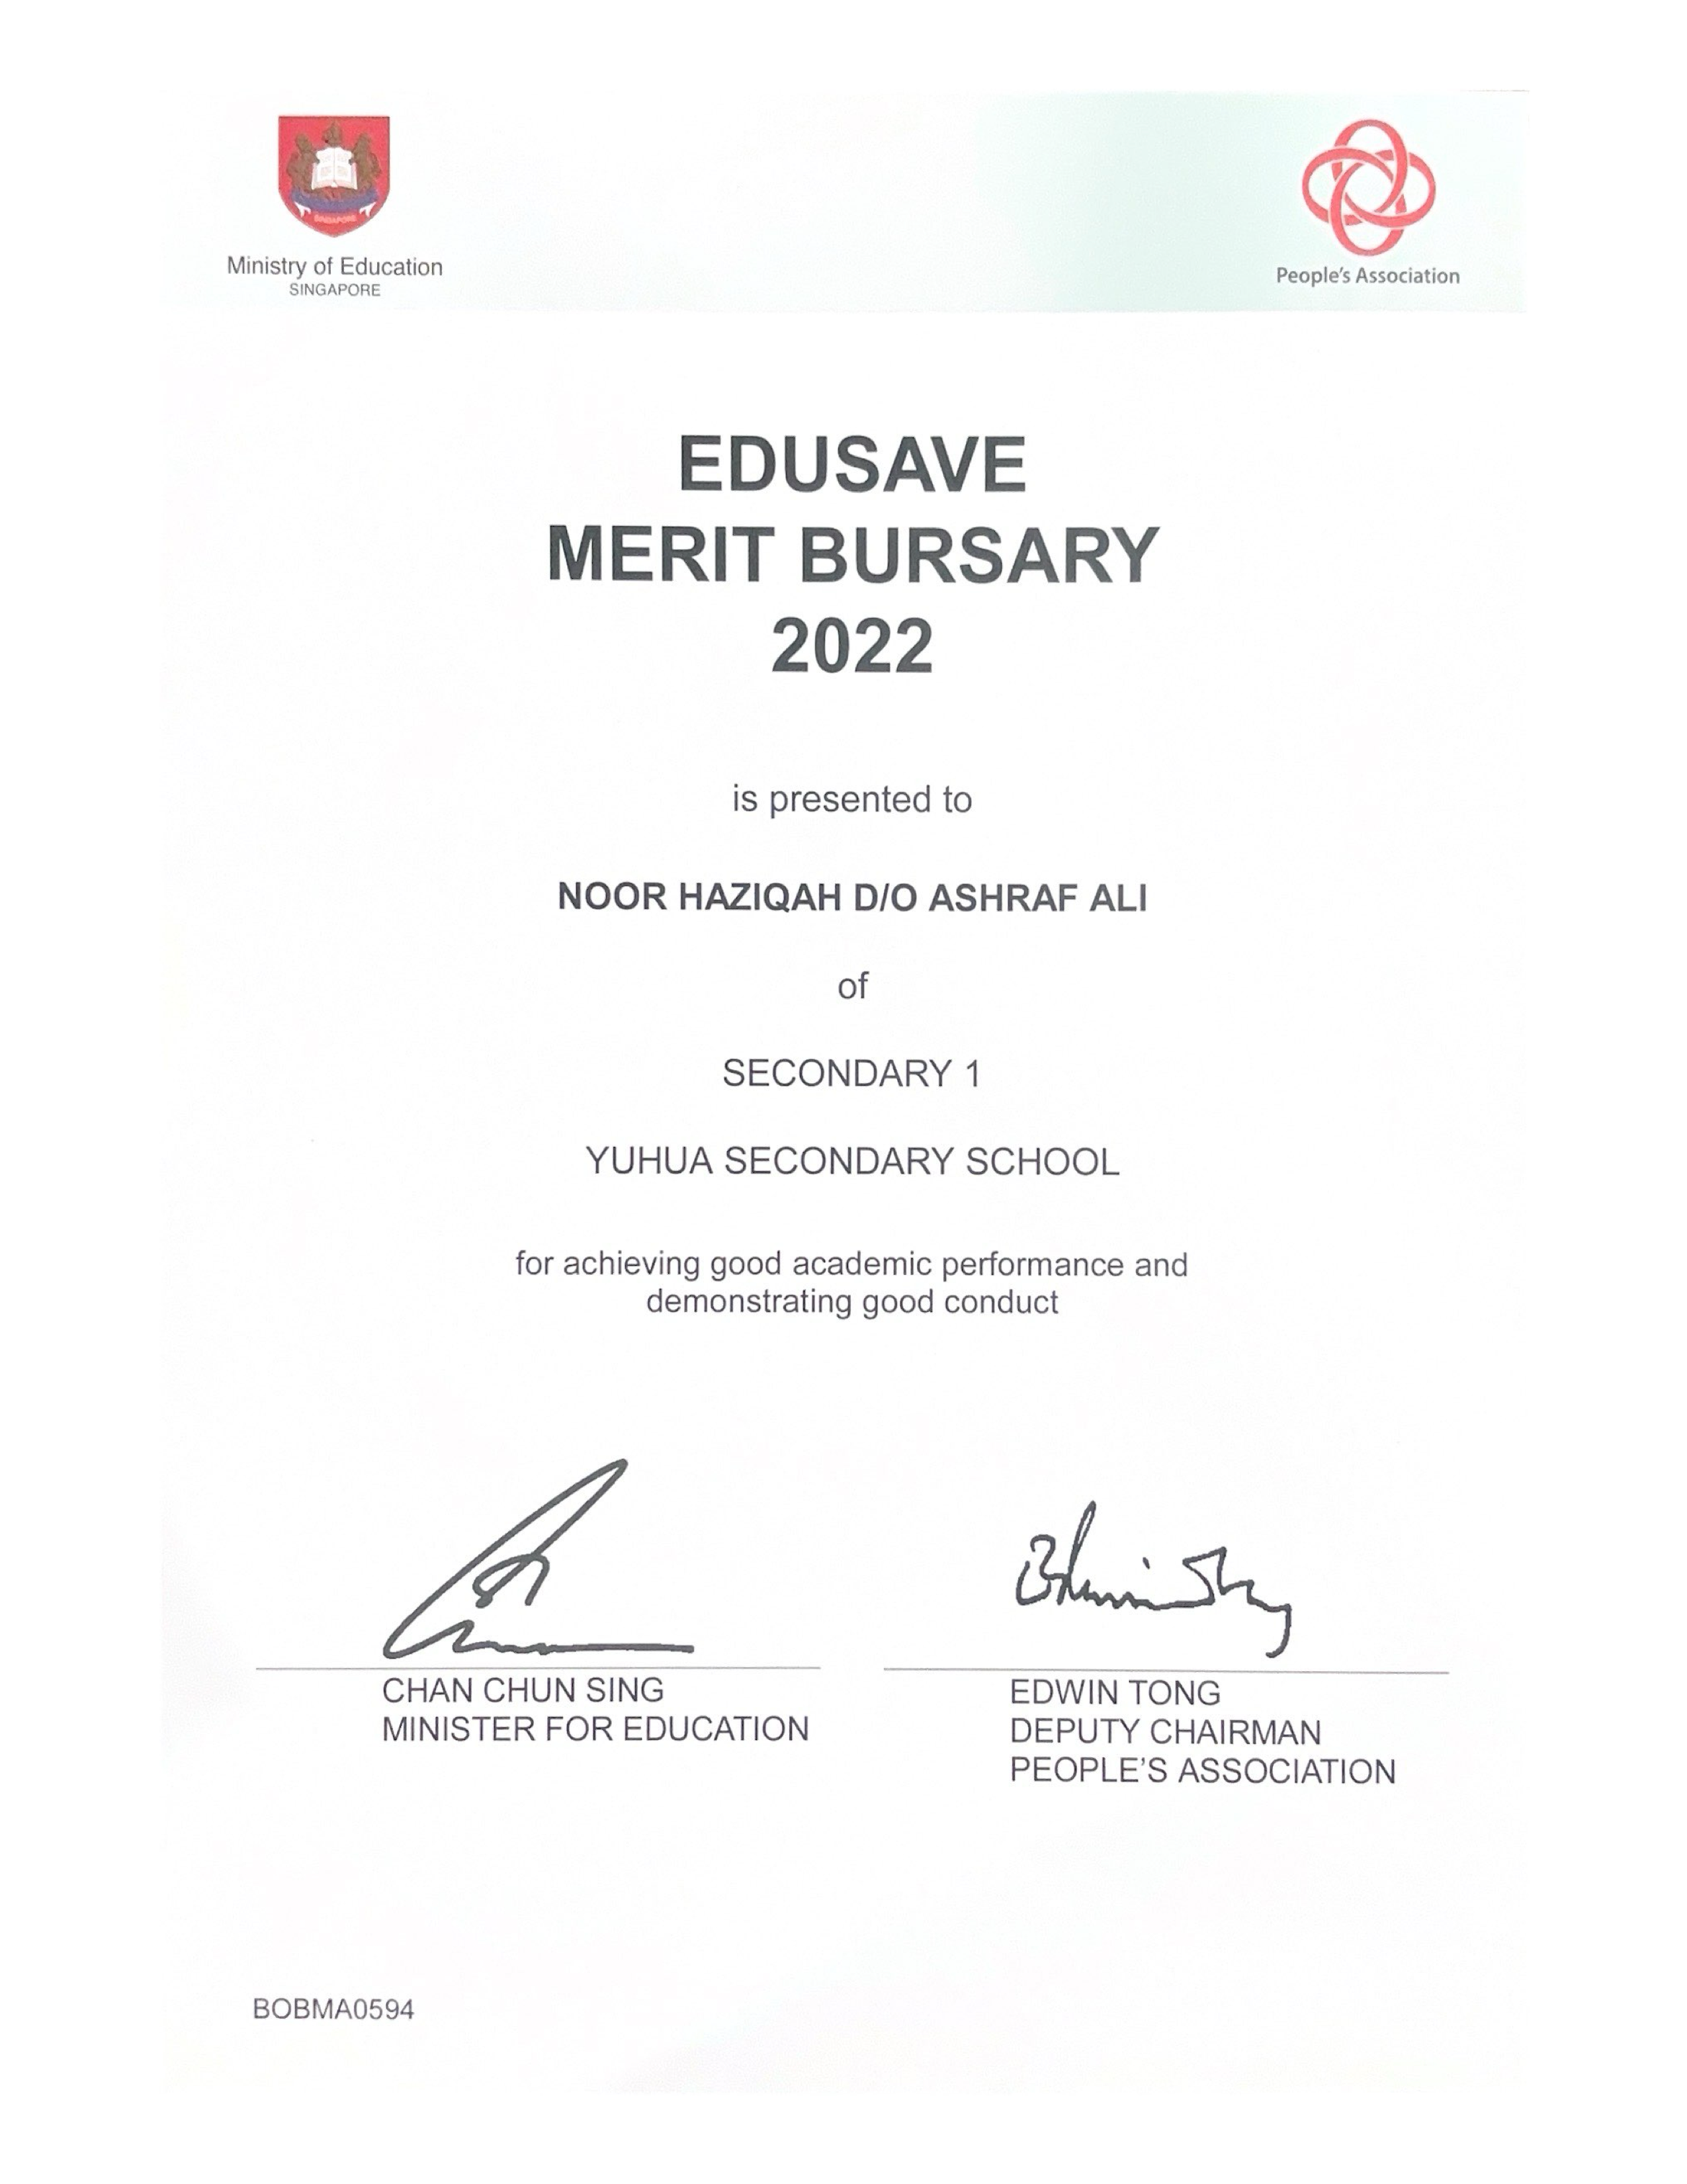 SINGAPORE
Ministry of Education
SINGAPORE
People's Association
EDUSAVE
MERIT BURSARY
2022
is presented to
NOOR HAZIQAH D/O ASHRAF ALI
of
SECONDARY 1
YUHUA SECONDARY SCHOOL
for achieving good academic performance and
demonstrating good conduct
CHAN CHUN SING
MINISTER FOR EDUCATION
EDWIN TONG
DEPUTY CHAIRMAN
PEOPLE'S ASSOCIATION
BOBMA0594